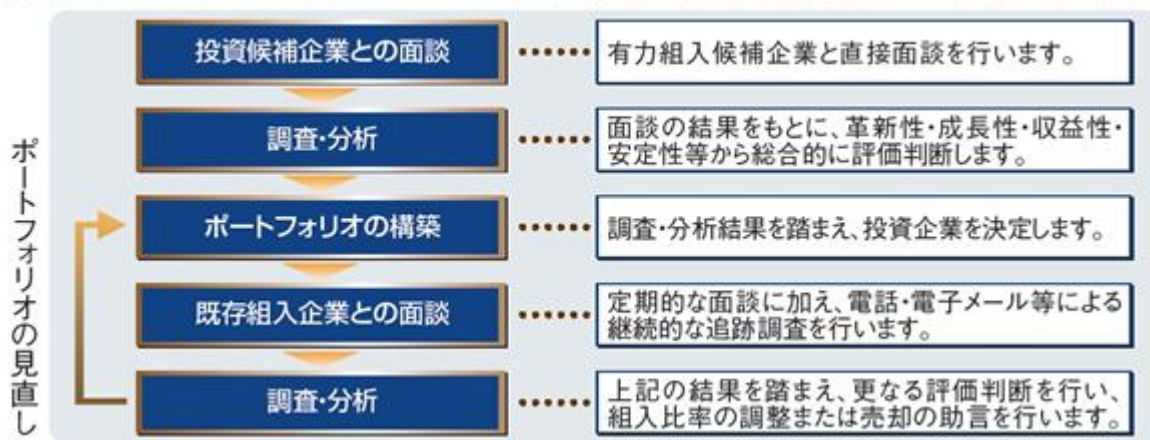 投資候補企業との面談
有力組入候補企業と直接面談を行います。
調査・分析
面談の結果をもとに、革新性・成長性・収益性・
安定性等から総合的に評価判断します。
ポートフォリオの構築
調査・分析結果を踏まえ、投資企業を決定します。
既存組入企業との面談
定期的な面談に加え、電話・電子メール等による
継続的な追跡調査を行います。
調査・分析
上記の結果を踏まえ、更なる評価判断を行い、
組入比率の調整または売却の助言を行います。
ポートフォリオの見直し